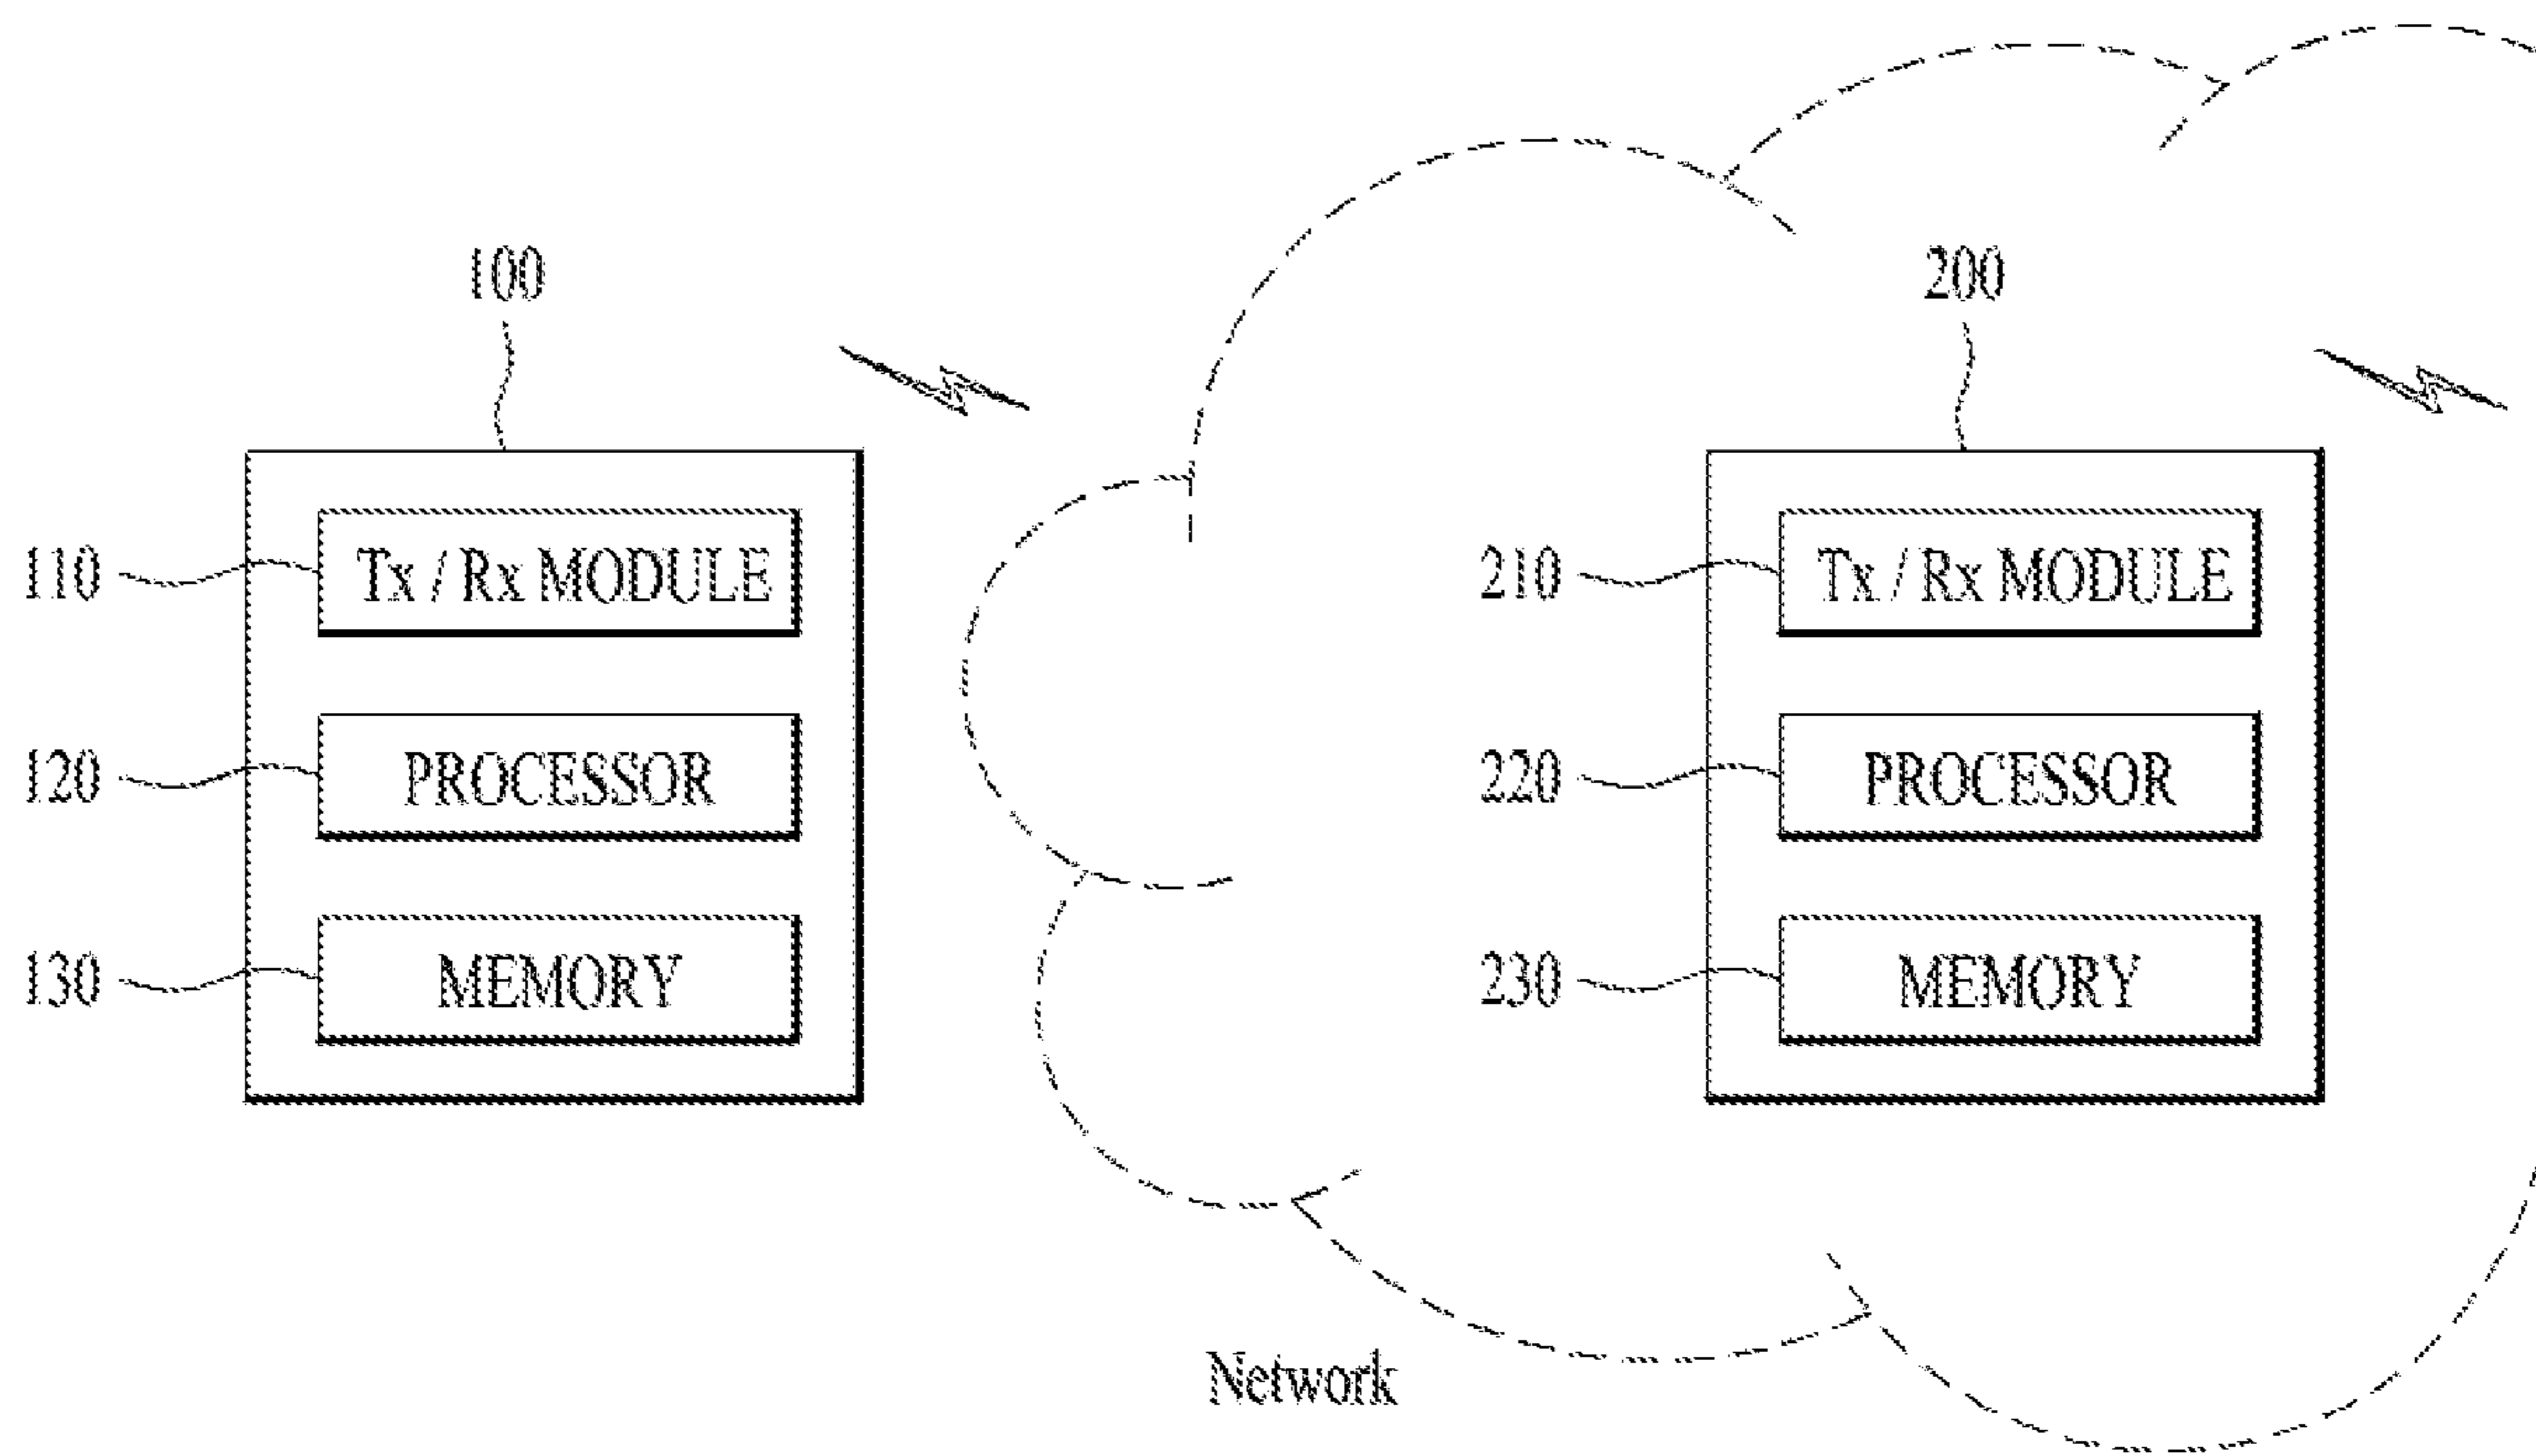 100
200
110
Tx / Rx MODULE
210
Tx / Rx MODULE
120
PROCESSOR
220
PROCESSOR
130
MEMORY
230
MEMORY
Network